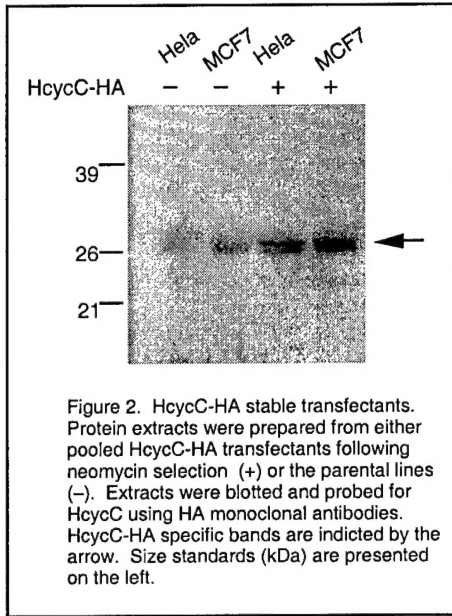 Hela MCF7 Hela MCF7
HcycC-HA – – + +
39
26
21
Figure 2. HcycC-HA stable transfectants.
Protein extracts were prepared from either
pooled HcycC-HA transfectants following
neomycin selection (+) or the parental lines
(–). Extracts were blotted and probed for
HcycC using HA monoclonal antibodies.
HcycC-HA specific bands are indicted by the
arrow. Size standards (kDa) are presented
on the left.